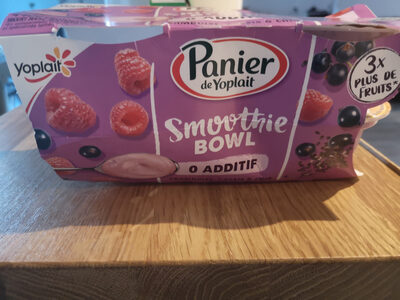 yoplait
Panier
de Yoplait
Smoothie
BOWL
0 ADDITIF
3x
PLUS DE
FRUITS*